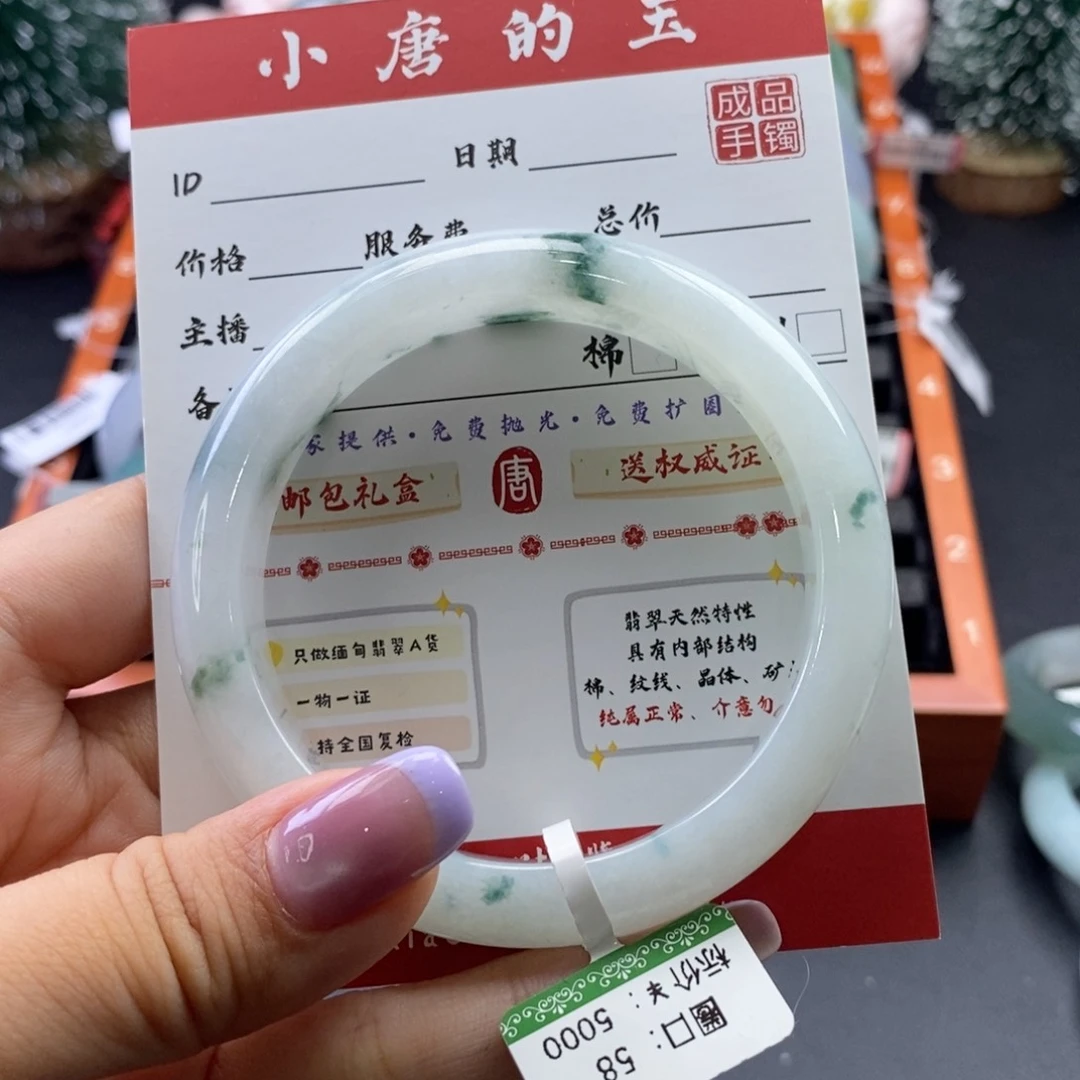 小唐的玉
成品
手镯
ID 日期
价格 服务费 总价
主播
棉
提供·免费抛光·免费扩圈
邮包礼盒 唐 送权威证
只做缅甸翡翠A货
一物一证
持全国复检
翡翠天然特性
具有内部结构
棉、纹线、晶体、矿
纯属正常、介意勿
圈口: 58
标价¥: 5000
1
2
3
4